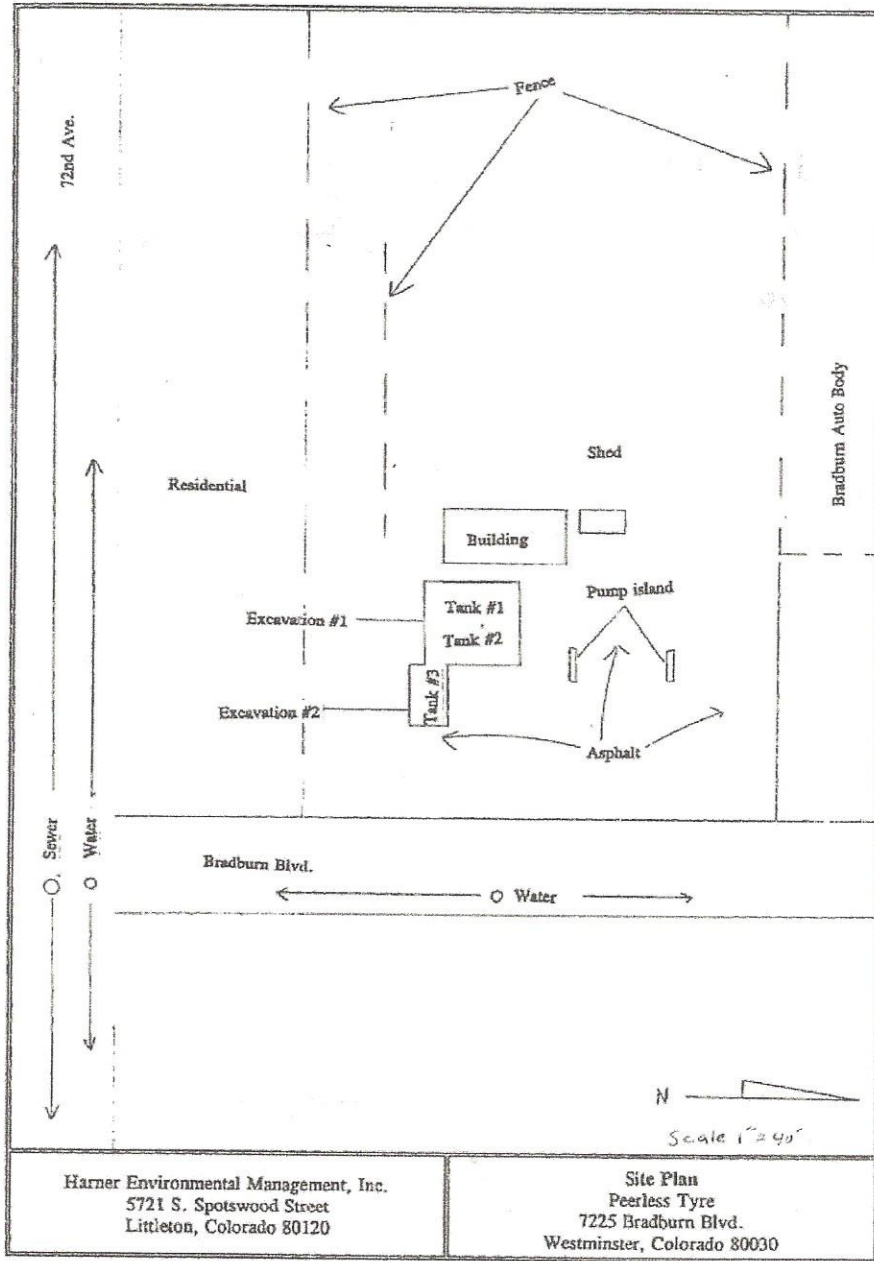 Fence
72nd Ave.
Bradburn Auto Body
Shed
Residential
Building
Tank #1
Tank #2
Pump island
Excavation #1
Tank #3
Excavation #2
Asphalt
Sewer
Water
Bradburn Blvd.
Water
N
Scale 1" = 40'
Harner Environmental Management, Inc.
5721 S. Spotswood Street
Littleton, Colorado 80120
Site Plan
Peerless Tyre
7225 Bradburn Blvd.
Westminster, Colorado 80030